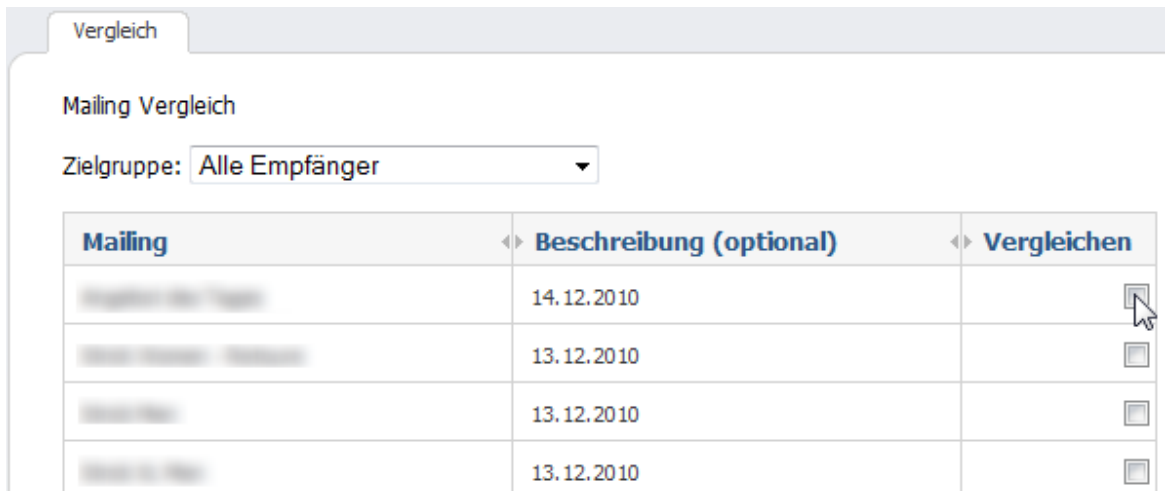 Vergleich
Mailing Vergleich
Zielgruppe: Alle Empfänger
Mailing Beschreibung (optional) Vergleichen
14.12.2010
13.12.2010
13.12.2010
13.12.2010